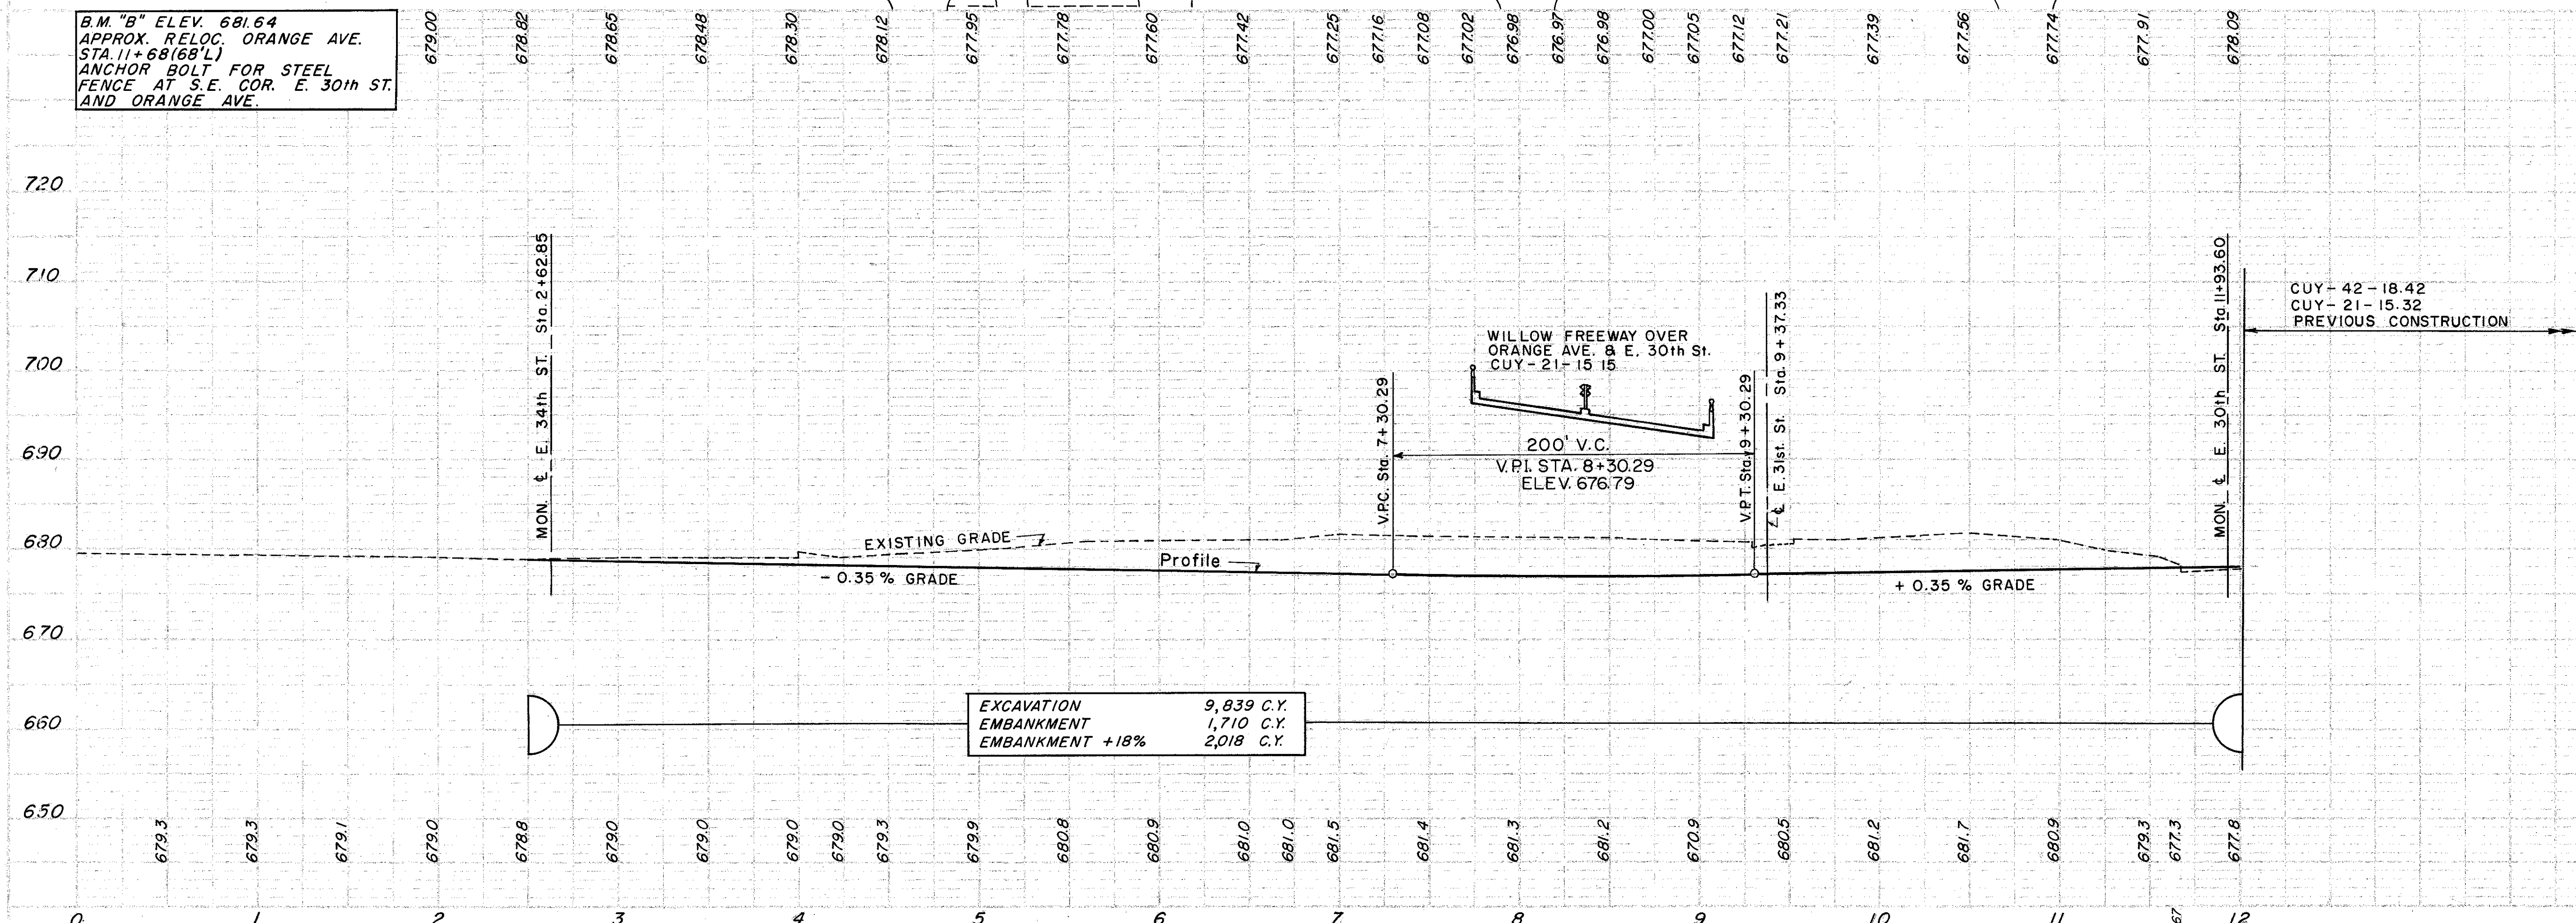 B.M. "B" ELEV. 681.64
APPROX. RELOC. ORANGE AVE.
STA. 11+68(68'L)
ANCHOR BOLT FOR STEEL
FENCE AT S.E. COR. E. 30th ST.
AND ORANGE AVE.
679.00
678.82
678.65
678.48
678.30
678.12
677.95
677.78
677.60
677.42
677.25
677.16
677.08
677.02
676.98
676.97
676.98
677.00
677.05
677.12
677.21
677.39
677.56
677.74
677.91
678.09
720
710
700
690
680
670
660
650
MON. ℄ E. 34th ST. Sta. 2+62.85
WILLOW FREEWAY OVER
ORANGE AVE. & E. 30th St.
CUY-21-15 15
V.P.C. Sta. 7+30.29
200' V.C.
V.P.I. STA. 8+30.29
ELEV. 676.79
V.P.T. Sta. 9+30.29
℄ E. 31st. St. Sta. 9+37.33
MON. ℄ E. 30th ST. Sta. 11+93.60
CUY-42-18.42
CUY-21-15.32
PREVIOUS CONSTRUCTION
EXISTING GRADE
Profile
- 0.35 % GRADE
+ 0.35 % GRADE
EXCAVATION 9,839 C.Y.
EMBANKMENT 1,710 C.Y.
EMBANKMENT +18% 2,018 C.Y.
679.3
679.3
679.1
679.0
678.8
679.0
679.0
679.0
679.0
679.3
679.9
680.8
680.9
681.0
681.0
681.5
681.4
681.3
681.2
670.9
680.5
681.2
681.7
680.9
679.3
677.3
677.8
0 1 2 3 4 5 6 7 8 9 10 11 67 12